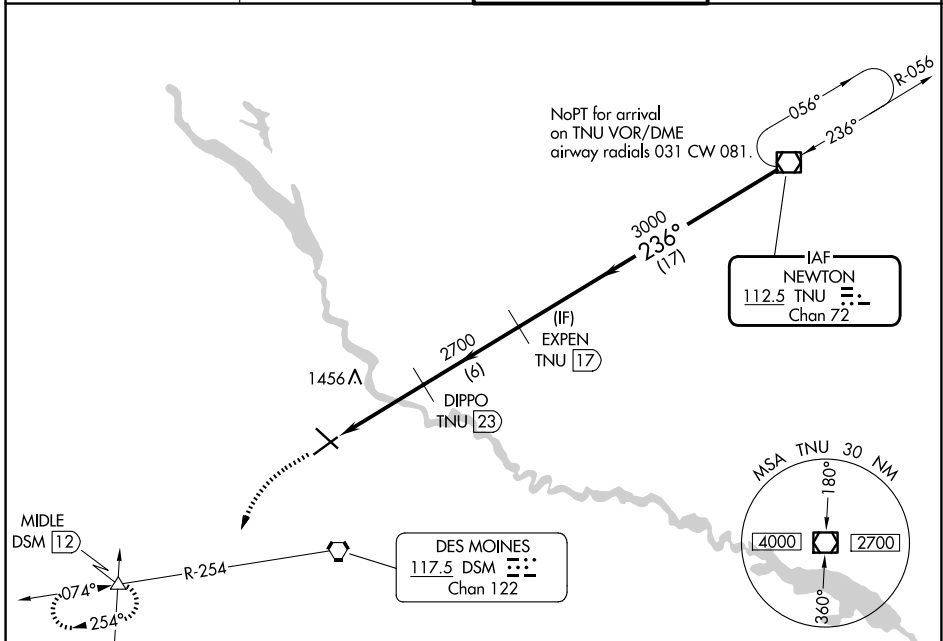 NoPT for arrival
on TNU VOR/DME
airway radials 031 CW 081.
056°
R-056
236°
3000
236°
(17)
IAF
NEWTON
112.5 TNU
Chan 72
(IF)
EXPEN
TNU 17
2700
(6)
1456
DIPPO
TNU 23
MIDLE
DSM 12
R-254
074°
254°
DES MOINES
117.5 DSM
Chan 122
MSA TNU 30 NM
180°
4000
2700
360°